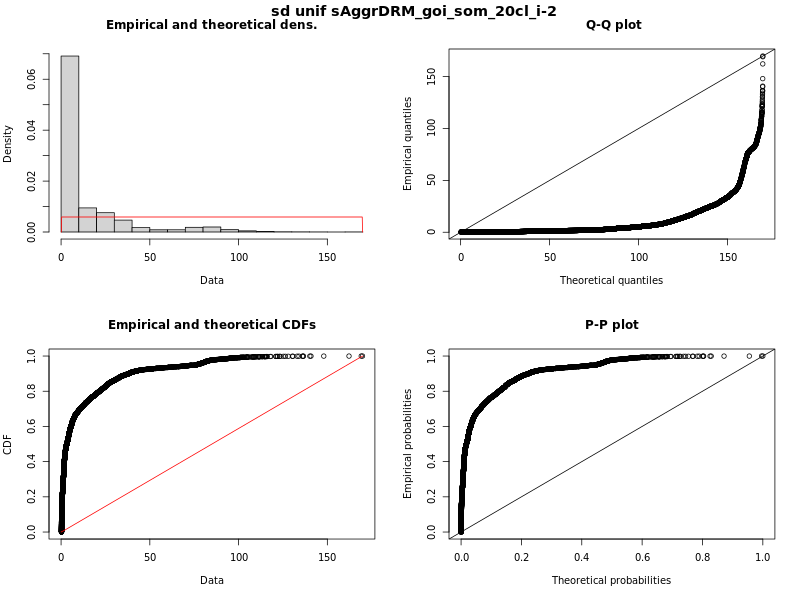 sd unif sAggrDRM_goi_som_20cl_i-2
Empirical and theoretical dens.
Density
0.00 0.02 0.04 0.06
0 50 100 150
Data
Q-Q plot
Empirical quantiles
0 50 100 150
0 50 100 150
Theoretical quantiles
Empirical and theoretical CDFs
CDF
0.0 0.2 0.4 0.6 0.8 1.0
0 50 100 150
Data
P-P plot
Empirical probabilities
0.0 0.2 0.4 0.6 0.8 1.0
0.0 0.2 0.4 0.6 0.8 1.0
Theoretical probabilities